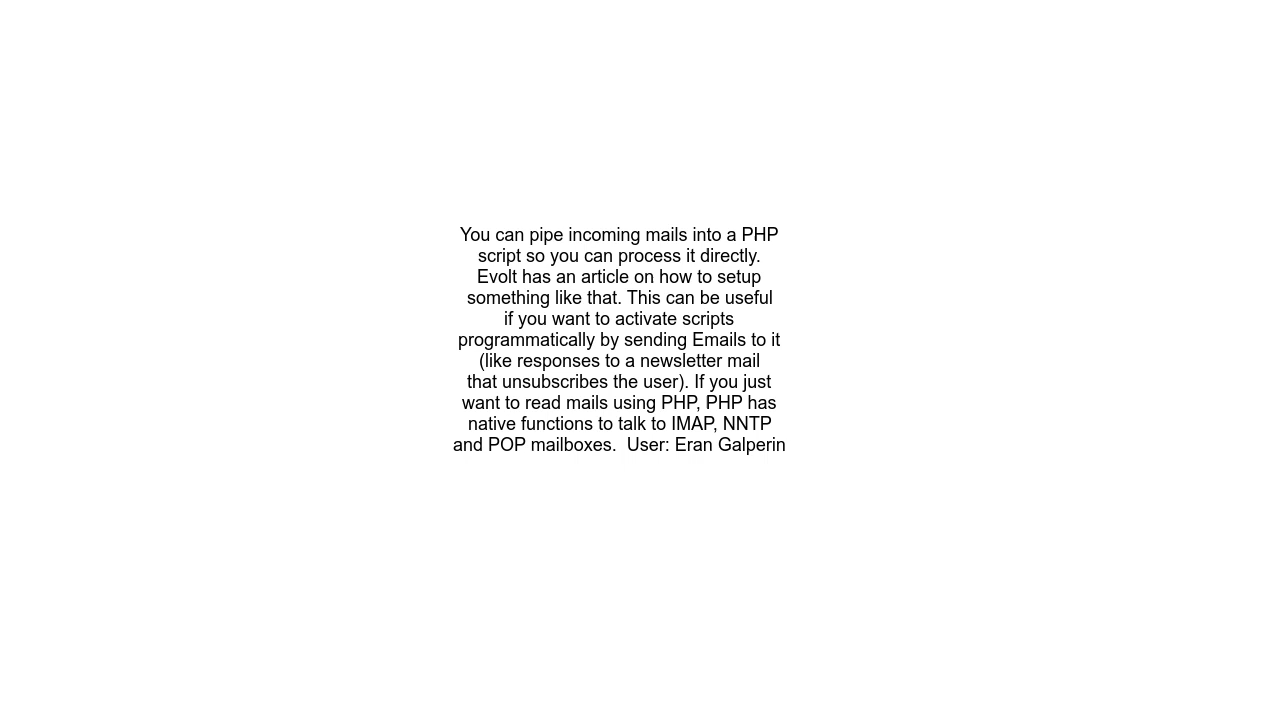 You can pipe incoming mails into a PHP
script so you can process it directly.
Evolt has an article on how to setup
something like that. This can be useful
if you want to activate scripts
programmatically by sending Emails to it
(like responses to a newsletter mail
that unsubscribes the user). If you just
want to read mails using PHP, PHP has
native functions to talk to IMAP, NNTP
and POP mailboxes.  User: Eran Galperin